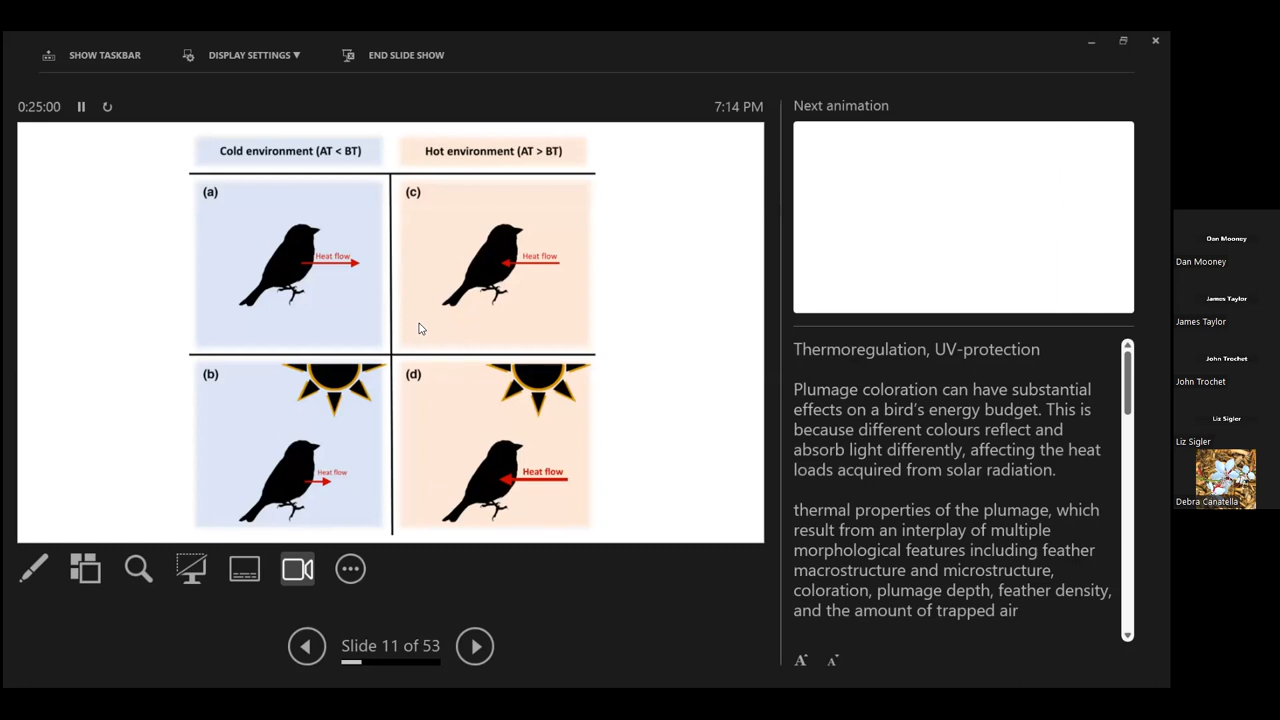 SHOW TASKBAR
DISPLAY SETTINGS ▼
END SLIDE SHOW
0:25:00
7:14 PM
Next animation
Cold environment (AT < BT)
Hot environment (AT > BT)
(a)
Heat flow
(c)
Heat flow
(b)
Heat flow
(d)
Heat flow
Slide 11 of 53
Thermoregulation, UV-protection
Plumage coloration can have substantial
effects on a bird's energy budget. This is
because different colours reflect and
absorb light differently, affecting the heat
loads acquired from solar radiation.
thermal properties of the plumage, which
result from an interplay of multiple
morphological features including feather
macrostructure and microstructure,
coloration, plumage depth, feather density,
and the amount of trapped air
A A
Dan Mooney
Dan Mooney
James Taylor
James Taylor
John Trochet
John Trochet
Liz Sigler
Liz Sigler
Debra Canatella